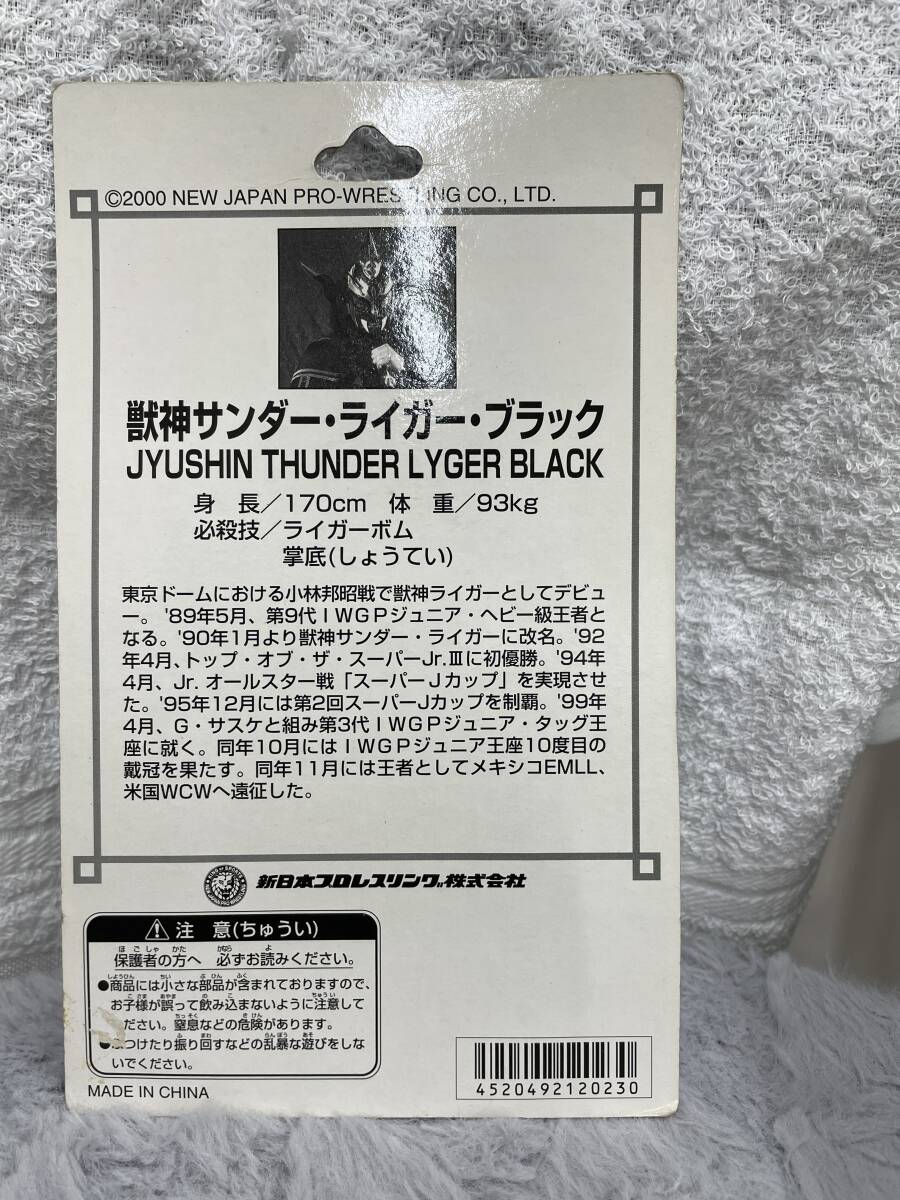 ©2000 NEW JAPAN PRO-WRESTLING CO., LTD.
獣神サンダー・ライガー・ブラック
JYUSHIN THUNDER LYGER BLACK
身　長／170cm　体　重／93kg
必殺技／ライガーボム
掌底(しょうてい)
東京ドームにおける小林邦昭戦で獣神ライガーとしてデビュ
ー。'89年5月、第9代IWGPジュニア・ヘビー級王者と
なる。'90年1月より獣神サンダー・ライガーに改名。'92
年4月、トップ・オブ・ザ・スーパーJr.Ⅲに初優勝。'94年
4月、Jr. オールスター戦「スーパーJカップ」を実現させ
た。'95年12月には第2回スーパーJカップを制覇。'99年
4月、G・サスケと組み第3代IWGPジュニア・タッグ王
座に就く。同年10月にはIWGPジュニア王座10度目の
戴冠を果たす。同年11月には王者としてメキシコEMLL、
米国WCWへ遠征した。
新日本プロレスリング株式会社
⚠注　意(ちゅうい)
保護者の方へ　必ずお読みください。
●商品には小さな部品が含まれておりますので、
お子様が誤って飲み込まないように注意して
ください。窒息などの危険があります。
●ぶつけたり振り回すなどの乱暴な遊びをしな
いでください。
MADE IN CHINA
4520492120230